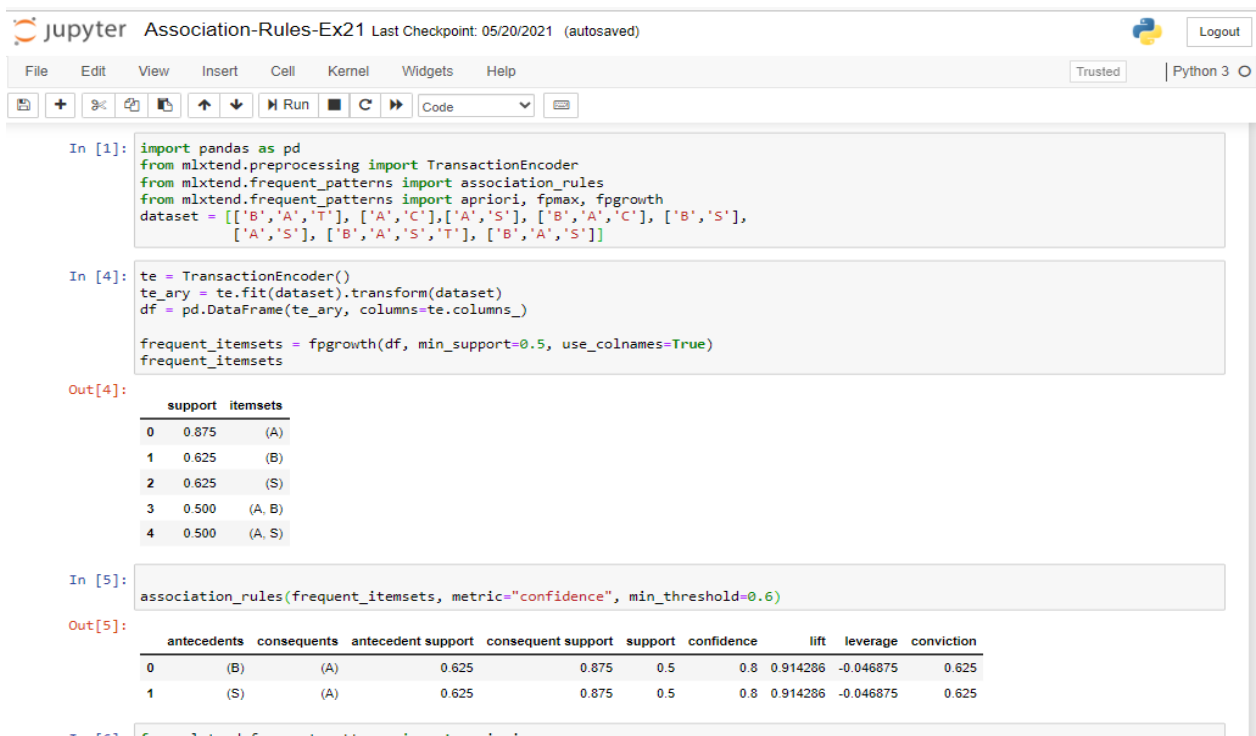 jupyter Association-Rules-Ex21 Last Checkpoint: 05/20/2021 (autosaved) Logout
File Edit View Insert Cell Kernel Widgets Help Trusted Python 3
Run Code
In [1]: import pandas as pd
from mlxtend.preprocessing import TransactionEncoder
from mlxtend.frequent_patterns import association_rules
from mlxtend.frequent_patterns import apriori, fpmax, fpgrowth
dataset = [['B','A','T'], ['A','C'],['A','S'], ['B','A','C'], ['B','S'],
['A','S'], ['B','A','S','T'], ['B','A','S']]
In [4]: te = TransactionEncoder()
te_ary = te.fit(dataset).transform(dataset)
df = pd.DataFrame(te_ary, columns=te.columns_)
frequent_itemsets = fpgrowth(df, min_support=0.5, use_colnames=True)
frequent_itemsets
Out[4]:
support itemsets
0 0.875 (A)
1 0.625 (B)
2 0.625 (S)
3 0.500 (A, B)
4 0.500 (A, S)
In [5]:
association_rules(frequent_itemsets, metric="confidence", min_threshold=0.6)
Out[5]:
antecedents consequents antecedent support consequent support support confidence lift leverage conviction
0 (B) (A) 0.625 0.875 0.5 0.8 0.914286 -0.046875 0.625
1 (S) (A) 0.625 0.875 0.5 0.8 0.914286 -0.046875 0.625